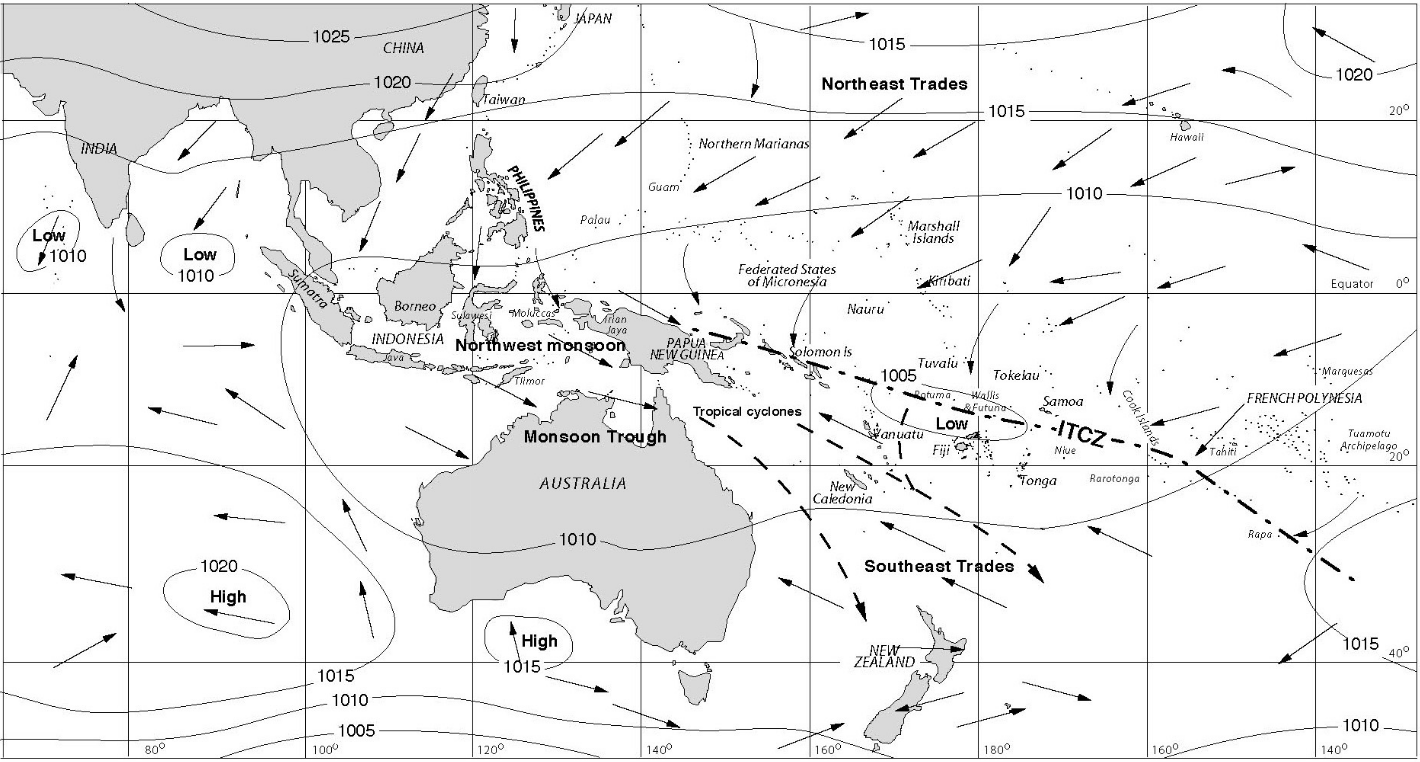 JAPAN
1025
CHINA
1015
1020
1020
Northeast Trades
Taiwan
1015
20°
Hawaii
INDIA
Northern Marianas
PHILIPPINES
Guam
1010
Palau
Marshall
Islands
Low
1010
Low
1010
Federated States
of Micronesia
Kiribati
Equator 0°
Sumatra
Borneo
Nauru
Sulawesi
Moluccas
Irian
Jaya
INDONESIA
Northwest monsoon
PAPUA
NEW GUINEA
Solomon Is
Java
Tuvalu
Tokelau
Marquesas
1005
Timor
Rotuma
Wallis
& Futuna
Samoa
Cook Islands
FRENCH POLYNESIA
Tropical cyclones
Low
Monsoon Trough
Vanuatu
ITCZ
Tuamotu
Archipelago
Fiji
Niue
Tahiti
20°
AUSTRALIA
New
Caledonia
Tonga
Rarotonga
1010
Rapa
1020
Southeast Trades
High
High
1015
NEW
ZEALAND
1015
40°
1015
1010
1005
1010
80°
100°
120°
140°
160°
180°
160°
140°